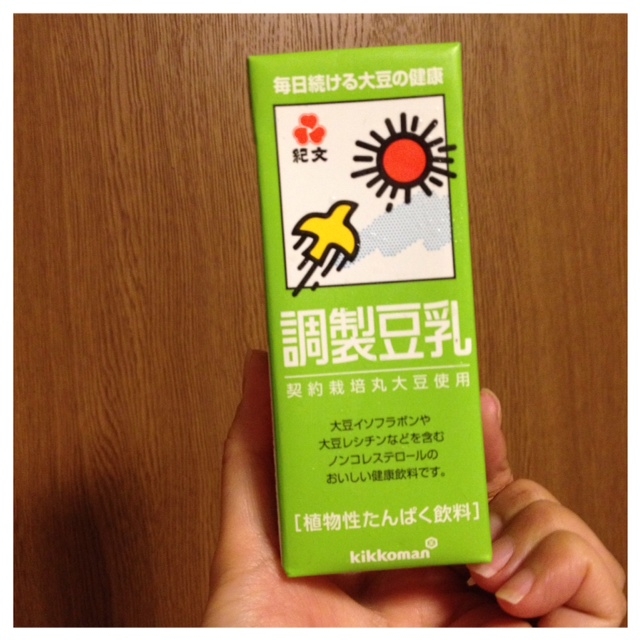 毎日続ける大豆の健康
紀文
調製豆乳
契約栽培丸大豆使用
大豆イソフラボンや
大豆レシチンなどを含む
ノンコレステロールの
おいしい健康飲料です。
[植物性たんぱく飲料]
kikkoman®